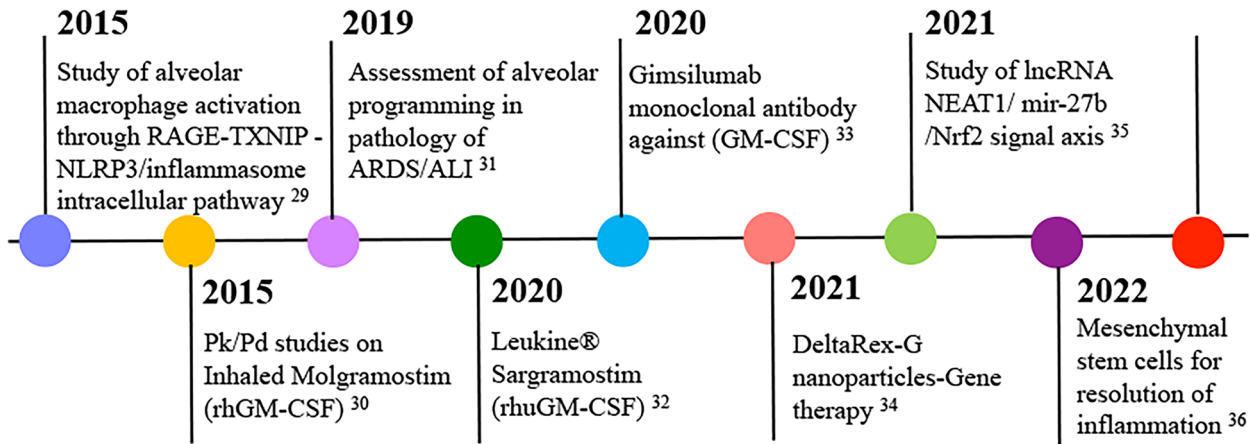 2015
Study of alveolar
macrophage activation
through RAGE-TXNIP -
NLRP3/inflammasome
intracellular pathway 29
2015
Pk/Pd studies on
Inhaled Molgramostim
(rhGM-CSF) 30
2019
Assessment of alveolar
programming in
pathology of
ARDS/ALI 31
2020
Leukine®
Sargramostim
(rhuGM-CSF) 32
2020
Gimsilumab
monoclonal antibody
against (GM-CSF) 33
2021
DeltaRex-G
nanoparticles-Gene
therapy 34
2021
Study of lncRNA
NEAT1/ mir-27b
/Nrf2 signal axis 35
2022
Mesenchymal
stem cells for
resolution of
inflammation 36